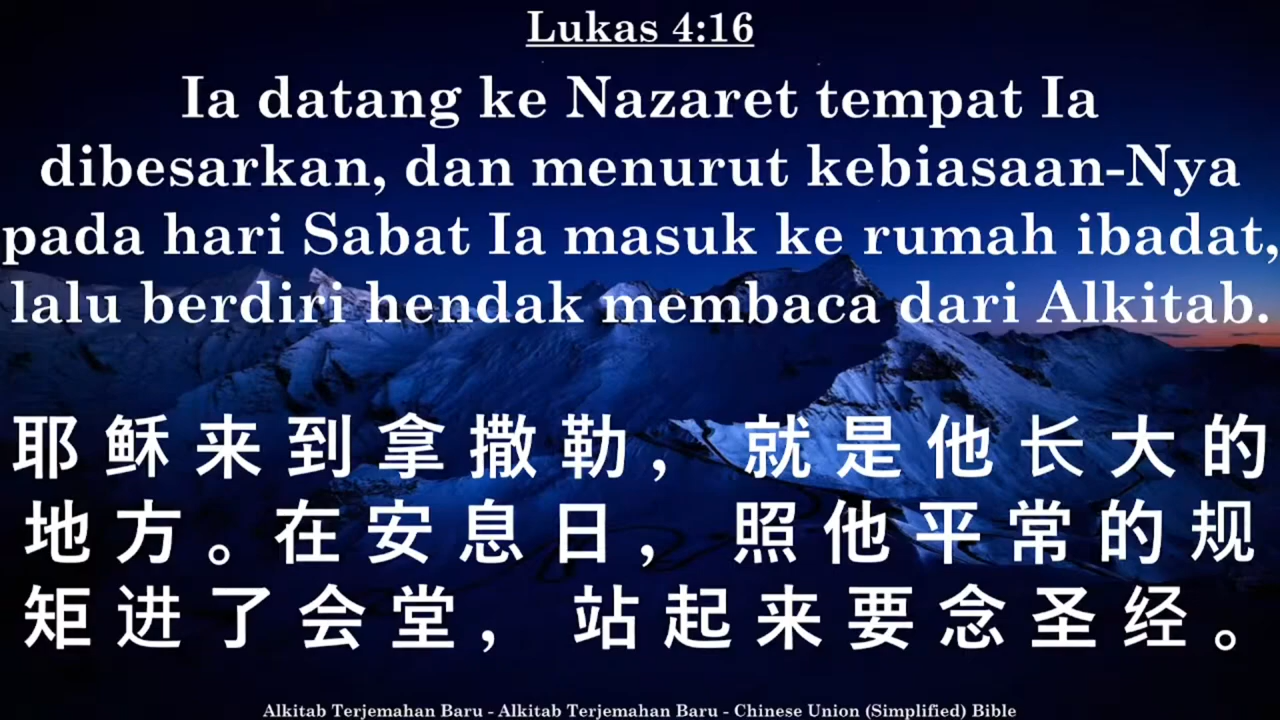 Lukas 4:16
Ia datang ke Nazaret tempat Ia
dibesarkan, dan menurut kebiasaan-Nya
pada hari Sabat Ia masuk ke rumah ibadat,
lalu berdiri hendak membaca dari Alkitab.
耶稣来到拿撒勒，就是他长大的
地方。在安息日，照他平常的规
矩进了会堂，站起来要念圣经。
Alkitab Terjemahan Baru - Alkitab Terjemahan Baru - Chinese Union (Simplified) Bible